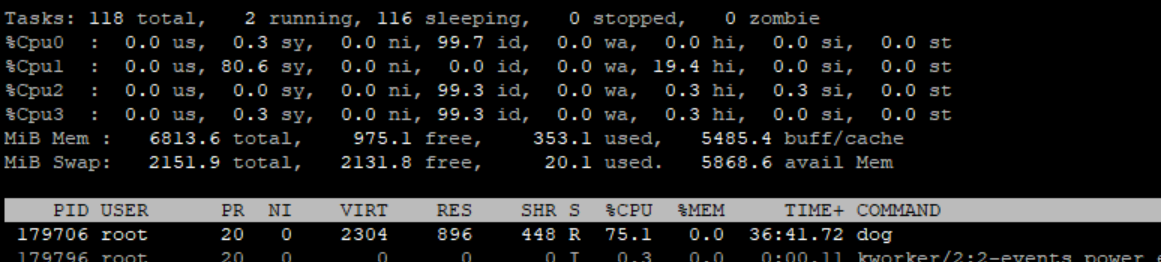 Tasks: 118 total,   2 running, 116 sleeping,   0 stopped,   0 zombie
%Cpu0  :  0.0 us,  0.3 sy,  0.0 ni, 99.7 id,  0.0 wa,  0.0 hi,  0.0 si,  0.0 st
%Cpu1  :  0.0 us, 80.6 sy,  0.0 ni,  0.0 id,  0.0 wa, 19.4 hi,  0.0 si,  0.0 st
%Cpu2  :  0.0 us,  0.0 sy,  0.0 ni, 99.3 id,  0.0 wa,  0.3 hi,  0.3 si,  0.0 st
%Cpu3  :  0.0 us,  0.3 sy,  0.0 ni, 99.3 id,  0.0 wa,  0.3 hi,  0.0 si,  0.0 st
MiB Mem :   6813.6 total,    975.1 free,    353.1 used,   5485.4 buff/cache
MiB Swap:   2151.9 total,   2131.8 free,     20.1 used.   5868.6 avail Mem
PID USER      PR  NI    VIRT    RES    SHR S  %CPU  %MEM     TIME+ COMMAND
179706 root      20   0    2304    896    448 R  75.1   0.0  36:41.72 dog
179796 root      20   0       0      0      0 I   0.3   0.0   0:00.11 kworker/2:2-events_power_e